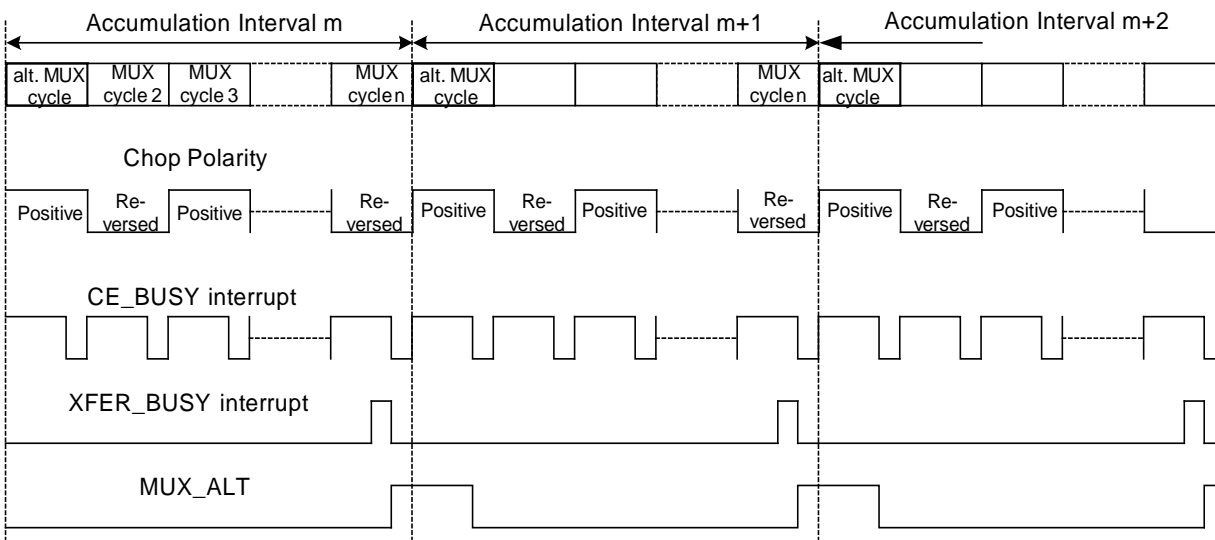 Accumulation Interval m
Accumulation Interval m+1
Accumulation Interval m+2
alt. MUX
cycle
MUX
cycle 2
MUX
cycle 3
MUX
cyclen
alt. MUX
cycle
MUX
cyclen
alt. MUX
cycle
Chop Polarity
Positive
Re-
versed
Positive
Re-
versed
Positive
Re-
versed
Positive
Re-
versed
Positive
Re-
versed
Positive
CE_BUSY interrupt
XFER_BUSY interrupt
MUX_ALT